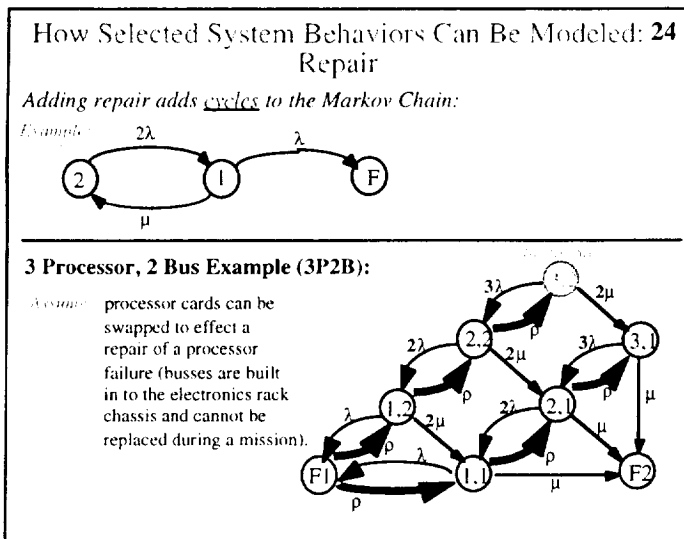 How Selected System Behaviors Can Be Modeled: 24
Repair
Adding repair adds cycles to the Markov Chain:
Example:
2λ
λ
2
1
F
μ
3 Processor, 2 Bus Example (3P2B):
Assume: processor cards can be
swapped to effect a
repair of a processor
failure (busses are built
in to the electronics rack
chassis and cannot be
replaced during a mission).
3λ
2μ
ρ
2λ
2,2
3λ
3,1
2μ
ρ
ρ
λ
1,2
2μ
2λ
2,1
μ
μ
ρ
λ
ρ
F1
1,1
F2
ρ
μ